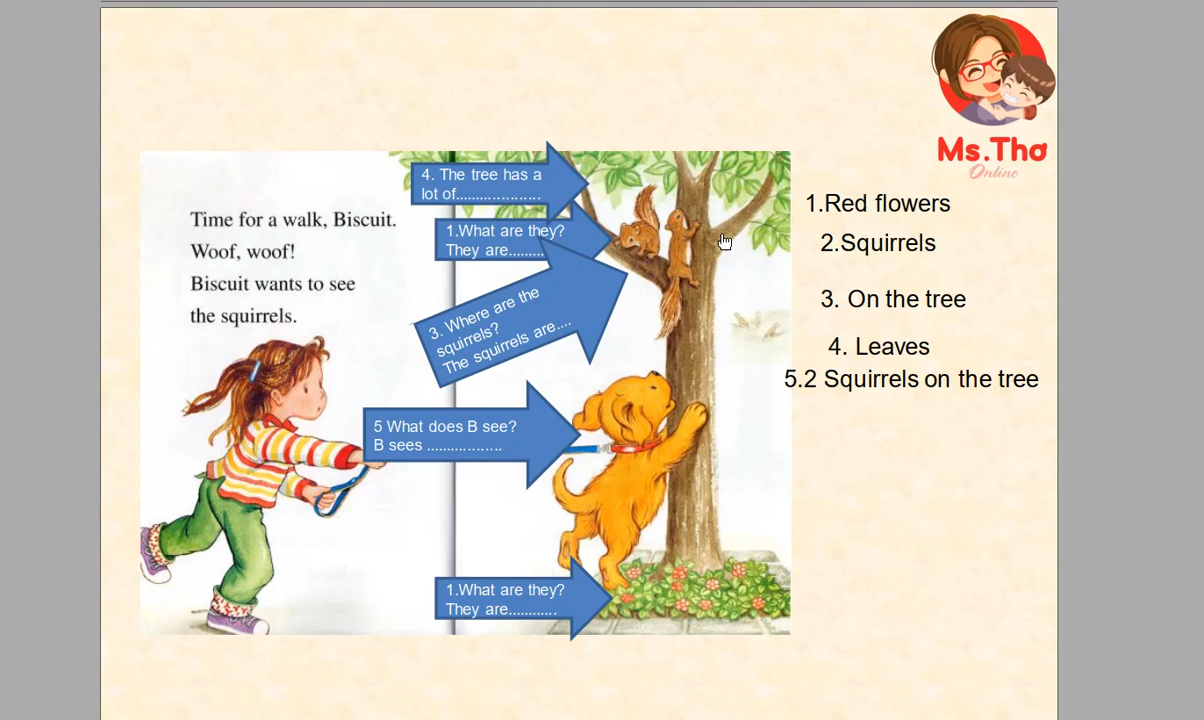 Ms.Thơ
Online
Time for a walk, Biscuit.
Woof, woof!
Biscuit wants to see
the squirrels.
4. The tree has a
lot of.....................
1.What are they?
They are.........
3. Where are the
squirrels?
The squirrels are....
5 What does B see?
B sees ..................
1.What are they?
They are............
1.Red flowers
2.Squirrels
3. On the tree
4. Leaves
5.2 Squirrels on the tree